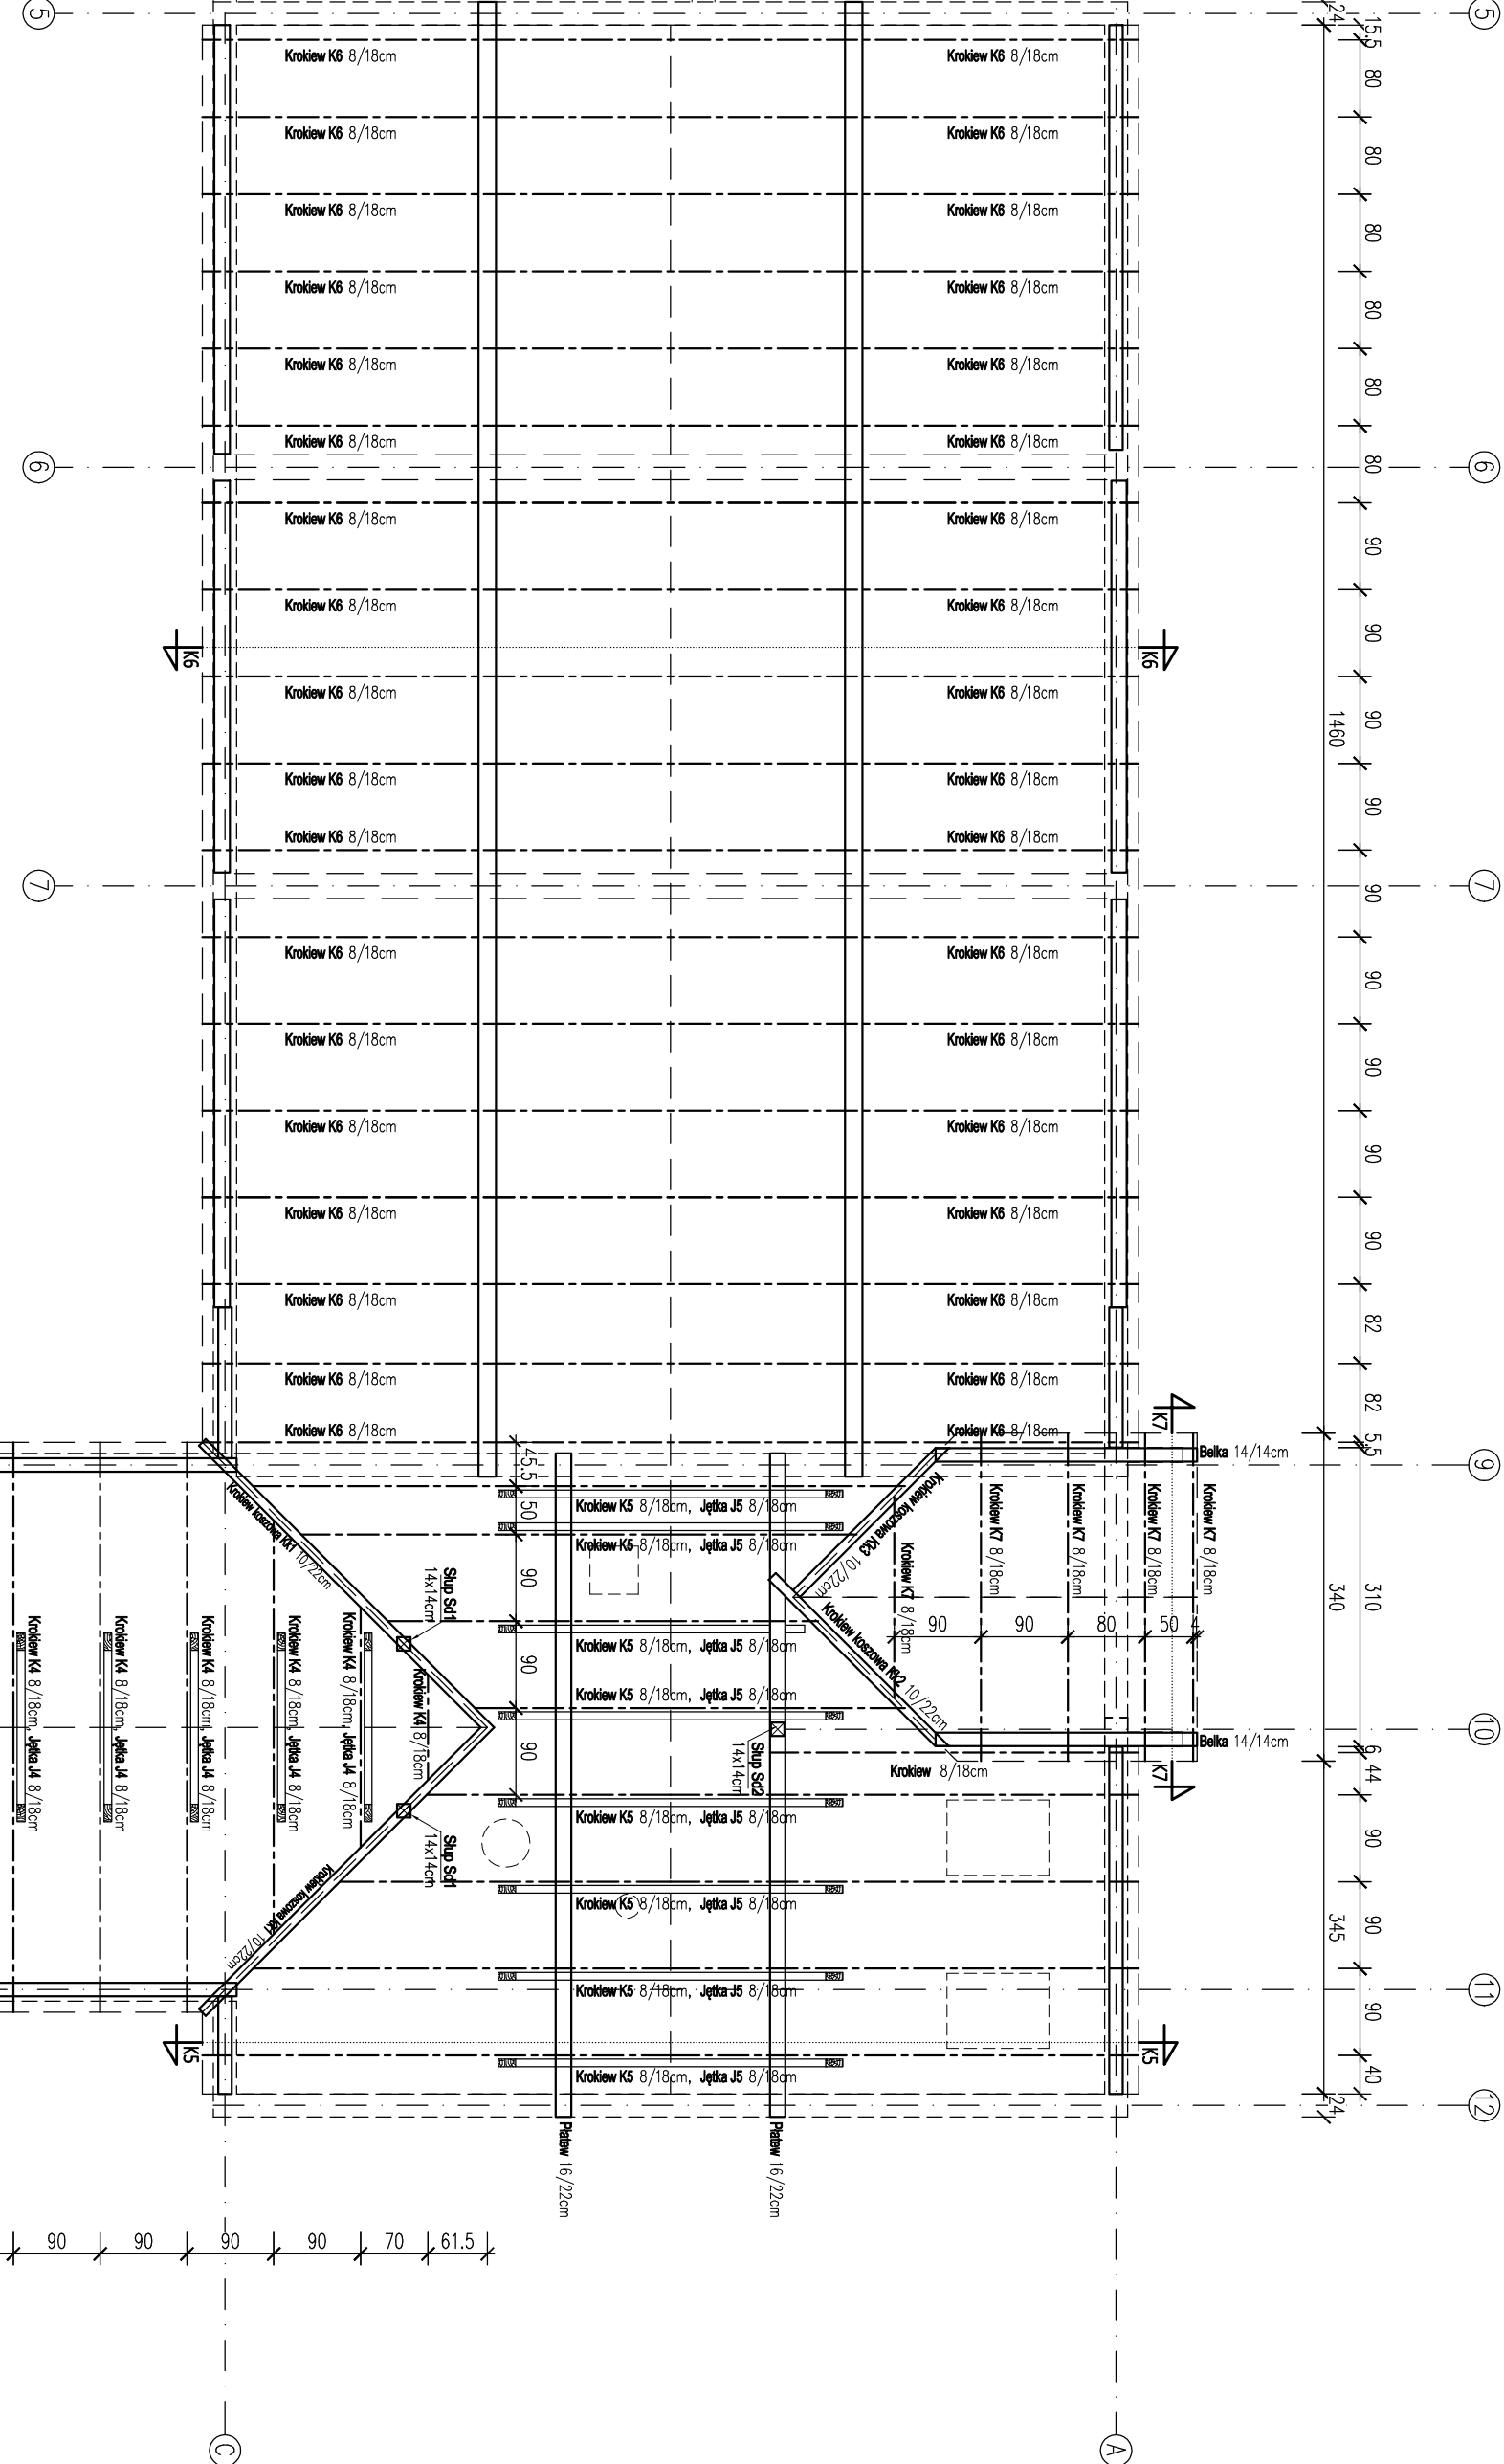 5
5
24
15.5
Krokiew K6 8/18cm
Krokiew K6 8/18cm
80
Krokiew K6 8/18cm
Krokiew K6 8/18cm
80
Krokiew K6 8/18cm
Krokiew K6 8/18cm
80
Krokiew K6 8/18cm
Krokiew K6 8/18cm
80
Krokiew K6 8/18cm
Krokiew K6 8/18cm
80
Krokiew K6 8/18cm
Krokiew K6 8/18cm
80
6
6
Krokiew K6 8/18cm
Krokiew K6 8/18cm
90
Krokiew K6 8/18cm
Krokiew K6 8/18cm
90
K6
K6
Krokiew K6 8/18cm
Krokiew K6 8/18cm
90
1460
Krokiew K6 8/18cm
Krokiew K6 8/18cm
90
Krokiew K6 8/18cm
Krokiew K6 8/18cm
90
7
7
Krokiew K6 8/18cm
Krokiew K6 8/18cm
90
Krokiew K6 8/18cm
Krokiew K6 8/18cm
90
Krokiew K6 8/18cm
Krokiew K6 8/18cm
90
Krokiew K6 8/18cm
Krokiew K6 8/18cm
90
Krokiew K6 8/18cm
Krokiew K6 8/18cm
82
Krokiew K6 8/18cm
Krokiew K6 8/18cm
82
K7
Krokiew K6 8/18cm
Krokiew K6 8/18cm
5.5
Belka 14/14cm
9
45.5
50
90
90
90
Krokiew K5 8/18cm, Jętka J5 8/18cm
Krokiew K5 8/18cm, Jętka J5 8/18cm
Krokiew K5 8/18cm, Jętka J5 8/18cm
Krokiew K5 8/18cm, Jętka J5 8/18cm
Krokiew K5 8/18cm, Jętka J5 8/18cm
Krokiew K5 8/18cm, Jętka J5 8/18cm
Krokiew K5 8/18cm, Jętka J5 8/18cm
Krokiew K5 8/18cm, Jętka J5 8/18cm
Krokiew koszowa Kk1 10/22cm
Krokiew koszowa Kk3 10/22cm
Krokiew koszowa Kk2 10/22cm
Krokiew koszowa Kk1 10/22cm
Krokiew K7 8/18cm
Krokiew K7 8/18cm
Krokiew K7 8/18cm
Krokiew K7 8/18cm
Krokiew K7 8/18cm
90
90
80
50
4
340
310
Słup Sd1
14x14cm
Słup Sd2
14x14cm
Słup Sd1
14x14cm
Krokiew K4 8/18cm, Jętka J4 8/18cm
Krokiew K4 8/18cm, Jętka J4 8/18cm
Krokiew K4 8/18cm, Jętka J4 8/18cm
Krokiew K4 8/18cm, Jętka J4 8/18cm
Krokiew K4 8/18cm, Jętka J4 8/18cm
Krokiew K4 8/18cm
10
Belka 14/14cm
6
Krokiew 8/18cm
K7
44
90
345
90
11
90
K5
K5
40
24
12
Płatew 16/22cm
Płatew 16/22cm
90
90
90
90
70
61.5
C
A